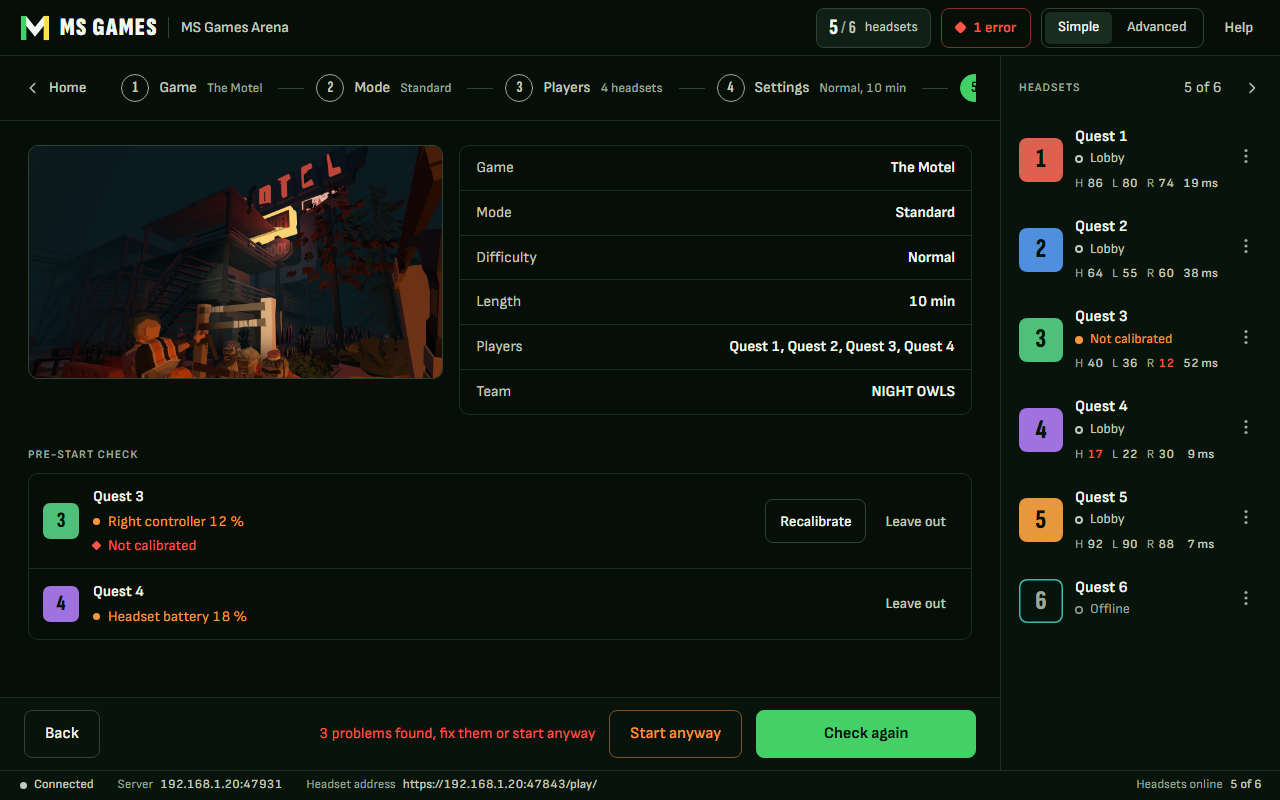 MS GAMES MS Games Arena 5 / 6 headsets 1 error Simple Advanced Help
Home 1 Game The Motel 2 Mode Standard 3 Players 4 headsets 4 Settings Normal, 10 min
HEADSETS 5 of 6
OTEL
Game The Motel
Mode Standard
Difficulty Normal
Length 10 min
Players Quest 1, Quest 2, Quest 3, Quest 4
Team NIGHT OWLS
PRE-START CHECK
3 Quest 3
Right controller 12 %
Not calibrated
Recalibrate Leave out
4 Quest 4
Headset battery 18 %
Leave out
1 Quest 1
Lobby
H 86 L 80 R 74 19 ms
2 Quest 2
Lobby
H 64 L 55 R 60 38 ms
3 Quest 3
Not calibrated
H 40 L 36 R 12 52 ms
4 Quest 4
Lobby
H 17 L 22 R 30 9 ms
5 Quest 5
Lobby
H 92 L 90 R 88 7 ms
6 Quest 6
Offline
Back 3 problems found, fix them or start anyway Start anyway Check again
Connected Server 192.168.1.20:47931 Headset address https://192.168.1.20:47843/play/ Headsets online 5 of 6